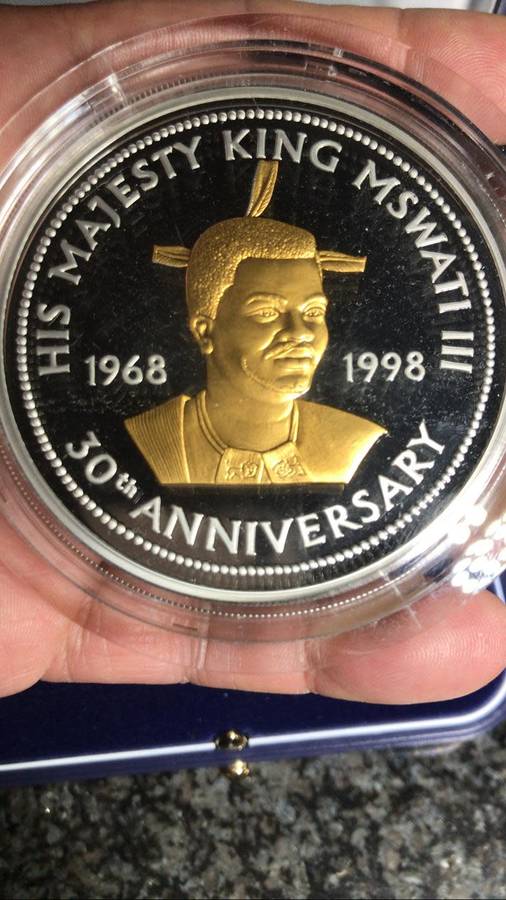 HIS MAJESTY KING MSWATI III
1968 1998
30th ANNIVERSARY